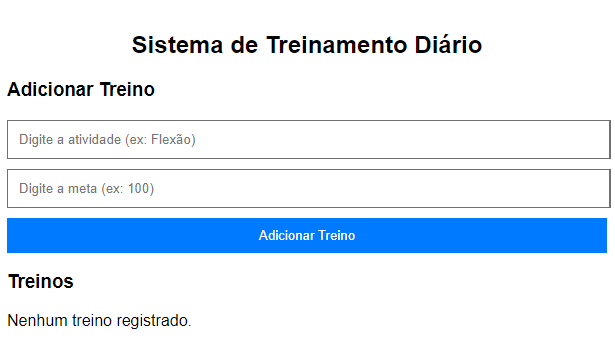 Sistema de Treinamento Diário
Adicionar Treino
Digite a atividade (ex: Flexão)
Digite a meta (ex: 100)
Adicionar Treino
Treinos
Nenhum treino registrado.